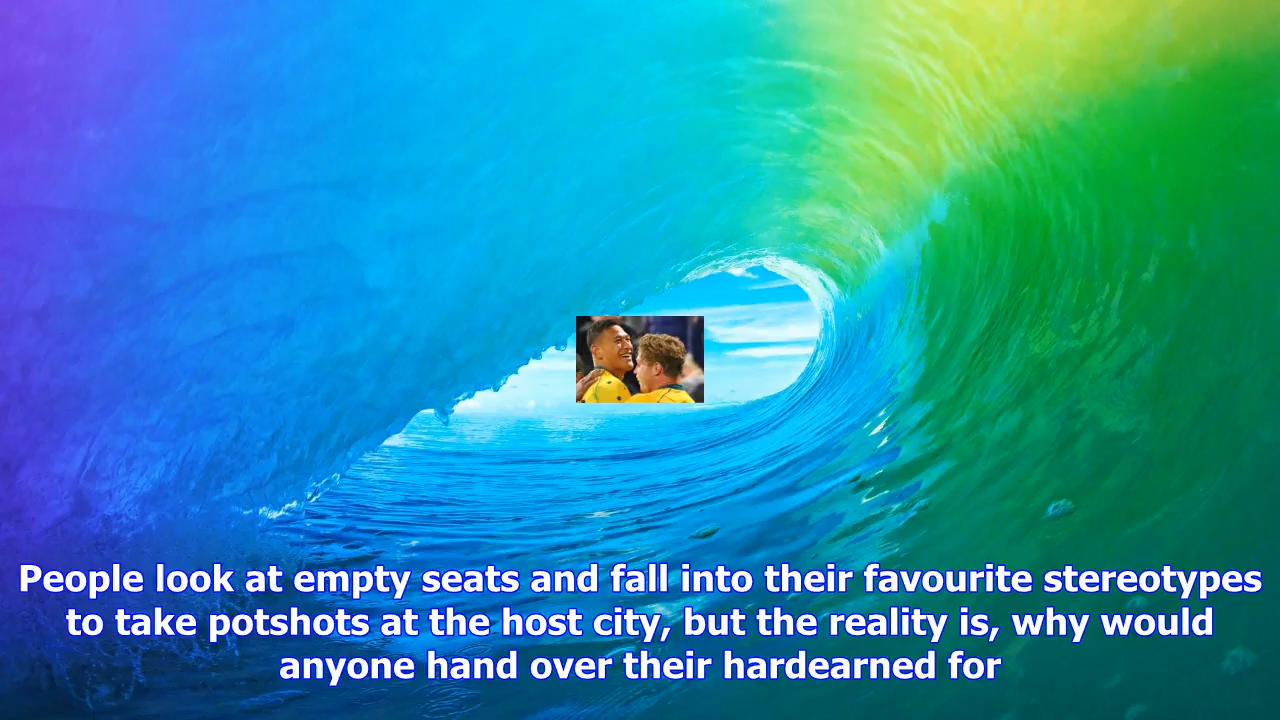 People look at empty seats and fall into their favourite stereotypes
to take potshots at the host city, but the reality is, why would
anyone hand over their hardearned for